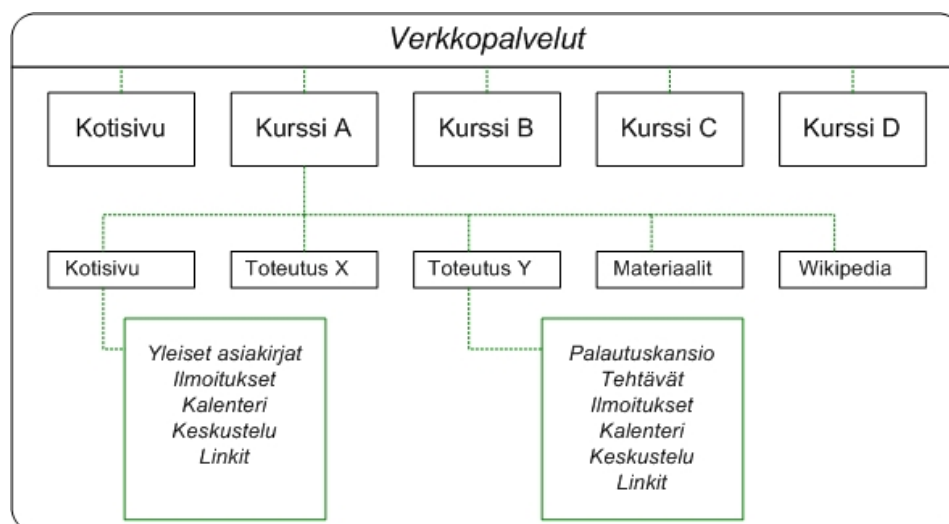 Verkkopalvelut
Kotisivu
Kurssi A
Kurssi B
Kurssi C
Kurssi D
Kotisivu
Toteutus X
Toteutus Y
Materiaalit
Wikipedia
Yleiset asiakirjat
Ilmoitukset
Kalenteri
Keskustelu
Linkit
Palautuskansio
Tehtävät
Ilmoitukset
Kalenteri
Keskustelu
Linkit